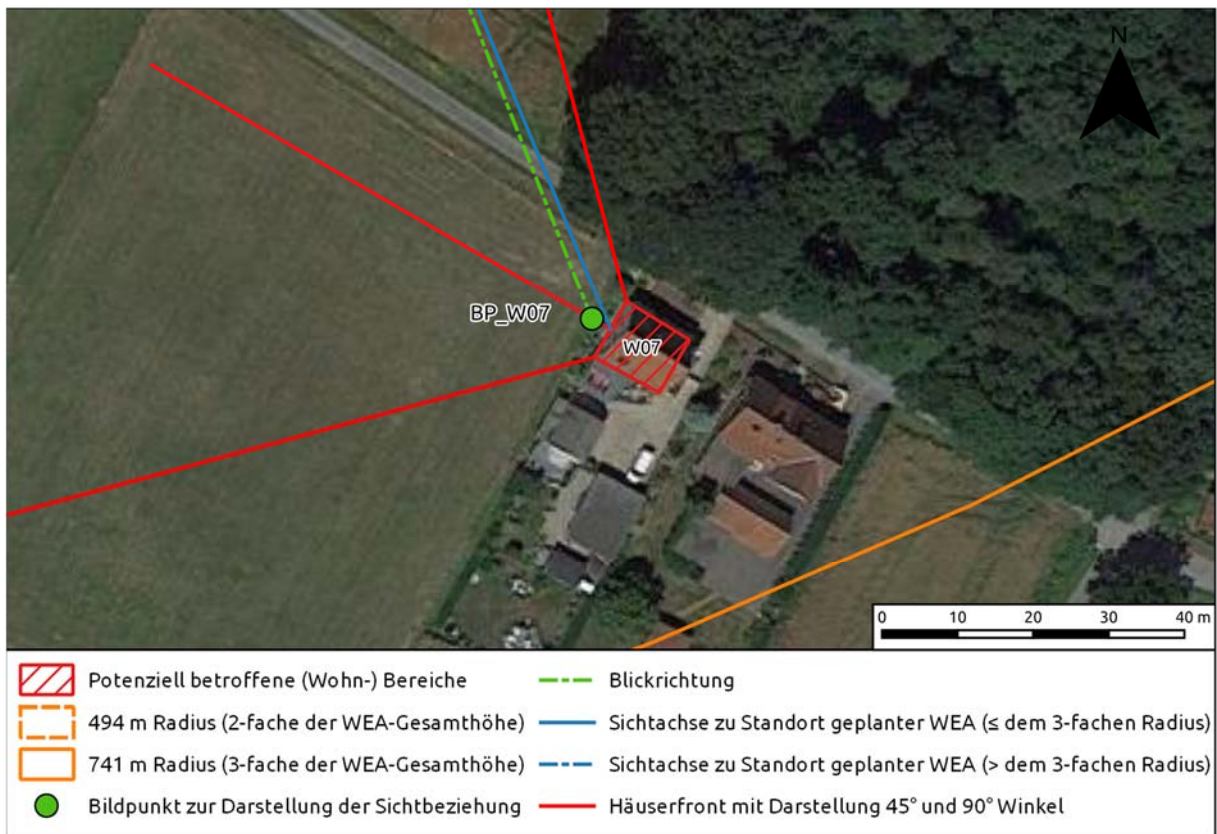 N
BP_W07
W07
0 10 20 30 40 m
Potenziell betroffene (Wohn-) Bereiche
494 m Radius (2-fache der WEA-Gesamthöhe)
741 m Radius (3-fache der WEA-Gesamthöhe)
Bildpunkt zur Darstellung der Sichtbeziehung
Blickrichtung
Sichtachse zu Standort geplanter WEA (≤ dem 3-fachen Radius)
Sichtachse zu Standort geplanter WEA (> dem 3-fachen Radius)
Häuserfront mit Darstellung 45° und 90° Winkel